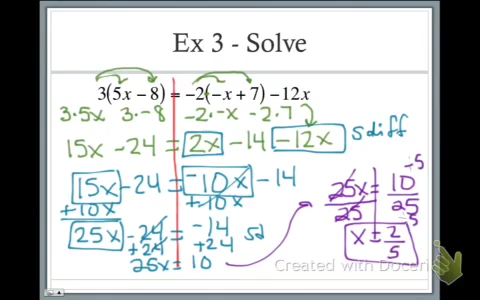 Ex 3 - Solve
3(5x − 8) = −2(−x + 7) − 12x
3·5x 3·-8 -2·-x -2·7
15x -24 = 2x -14 -12x s diff
15x -24 = -10x -14
+10x +10x
25x -24 = -14 sd
+24 +24
25x = 10
25x = 10 ÷5
25 25 ÷5
x = 2/5
Created with Doceri